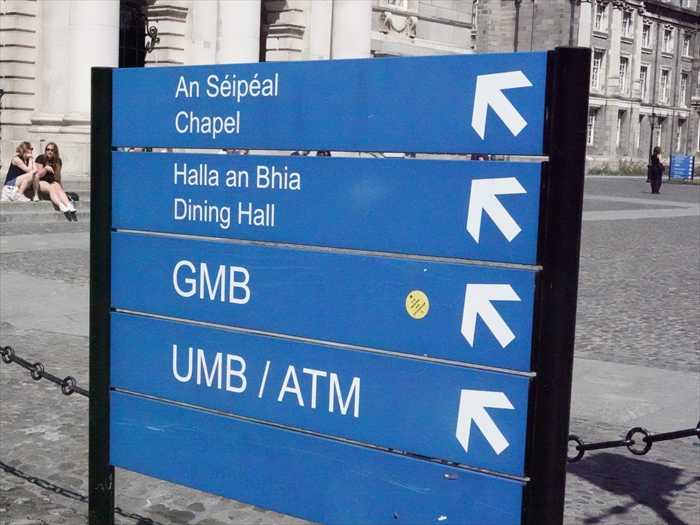 An Séipéal
Chapel
Halla an Bhia
Dining Hall
GMB
UMB / ATM